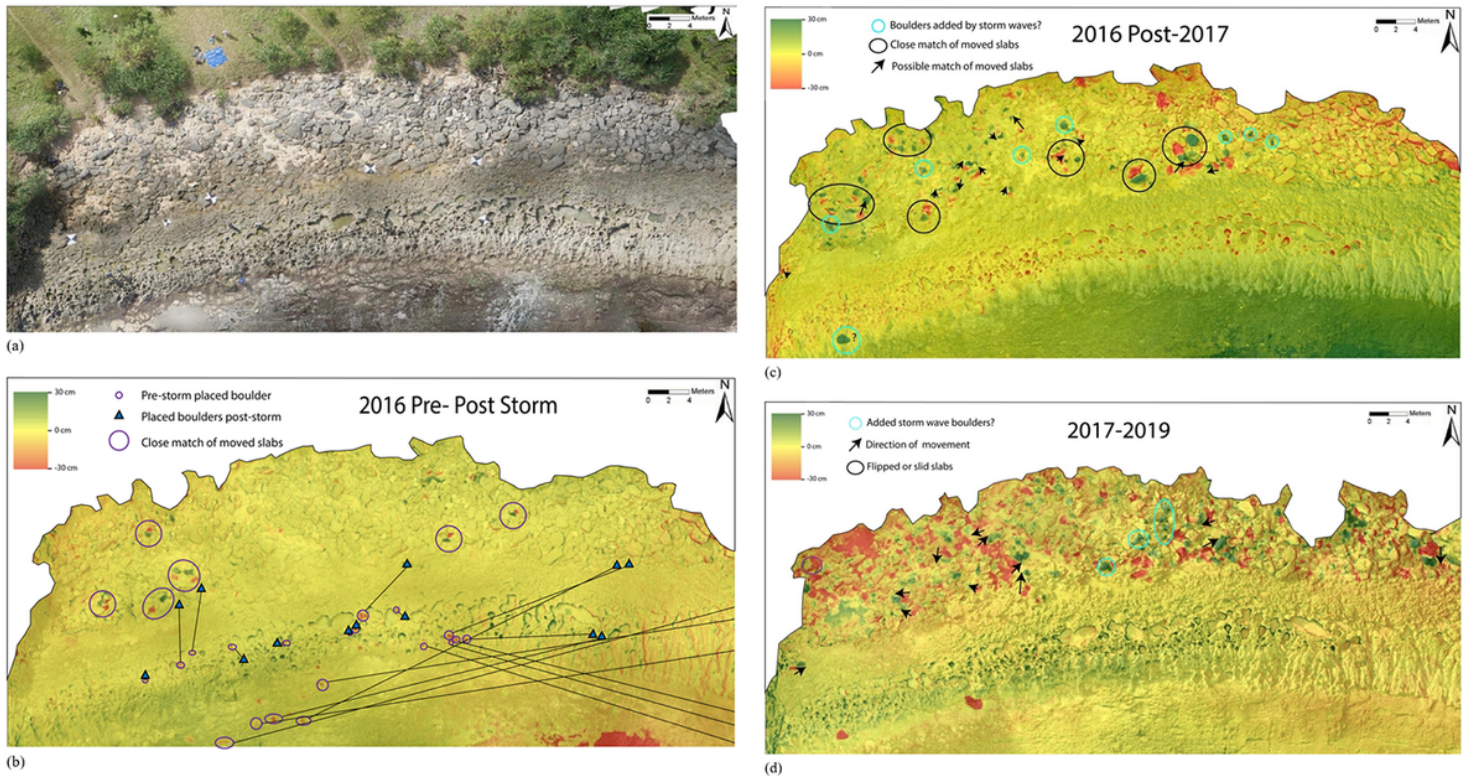 N
Meters
0 2 4
(a)
30 cm
0 cm
-30 cm
Pre-storm placed boulder
Placed boulders post-storm
Close match of moved slabs
2016 Pre- Post Storm
Meters
0 2 4
N
(b)
30 cm
0 cm
-30 cm
Boulders added by storm waves?
Close match of moved slabs
Possible match of moved slabs
2016 Post-2017
N
Meters
0 2 4
?
(c)
30 cm
0 cm
-30 cm
Added storm wave boulders?
Direction of movement
Flipped or slid slabs
2017-2019
Meters
0 2 4
N
(d)